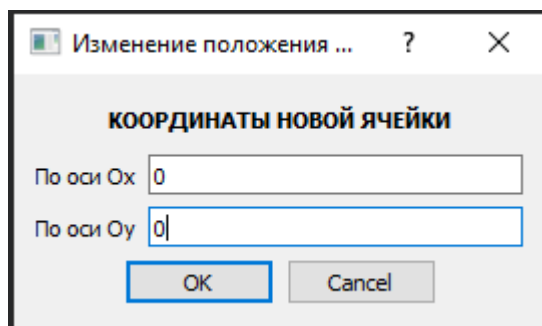 Изменение положения ... ?
КООРДИНАТЫ НОВОЙ ЯЧЕЙКИ
По оси Ox 0
По оси Oy 0
OK Cancel